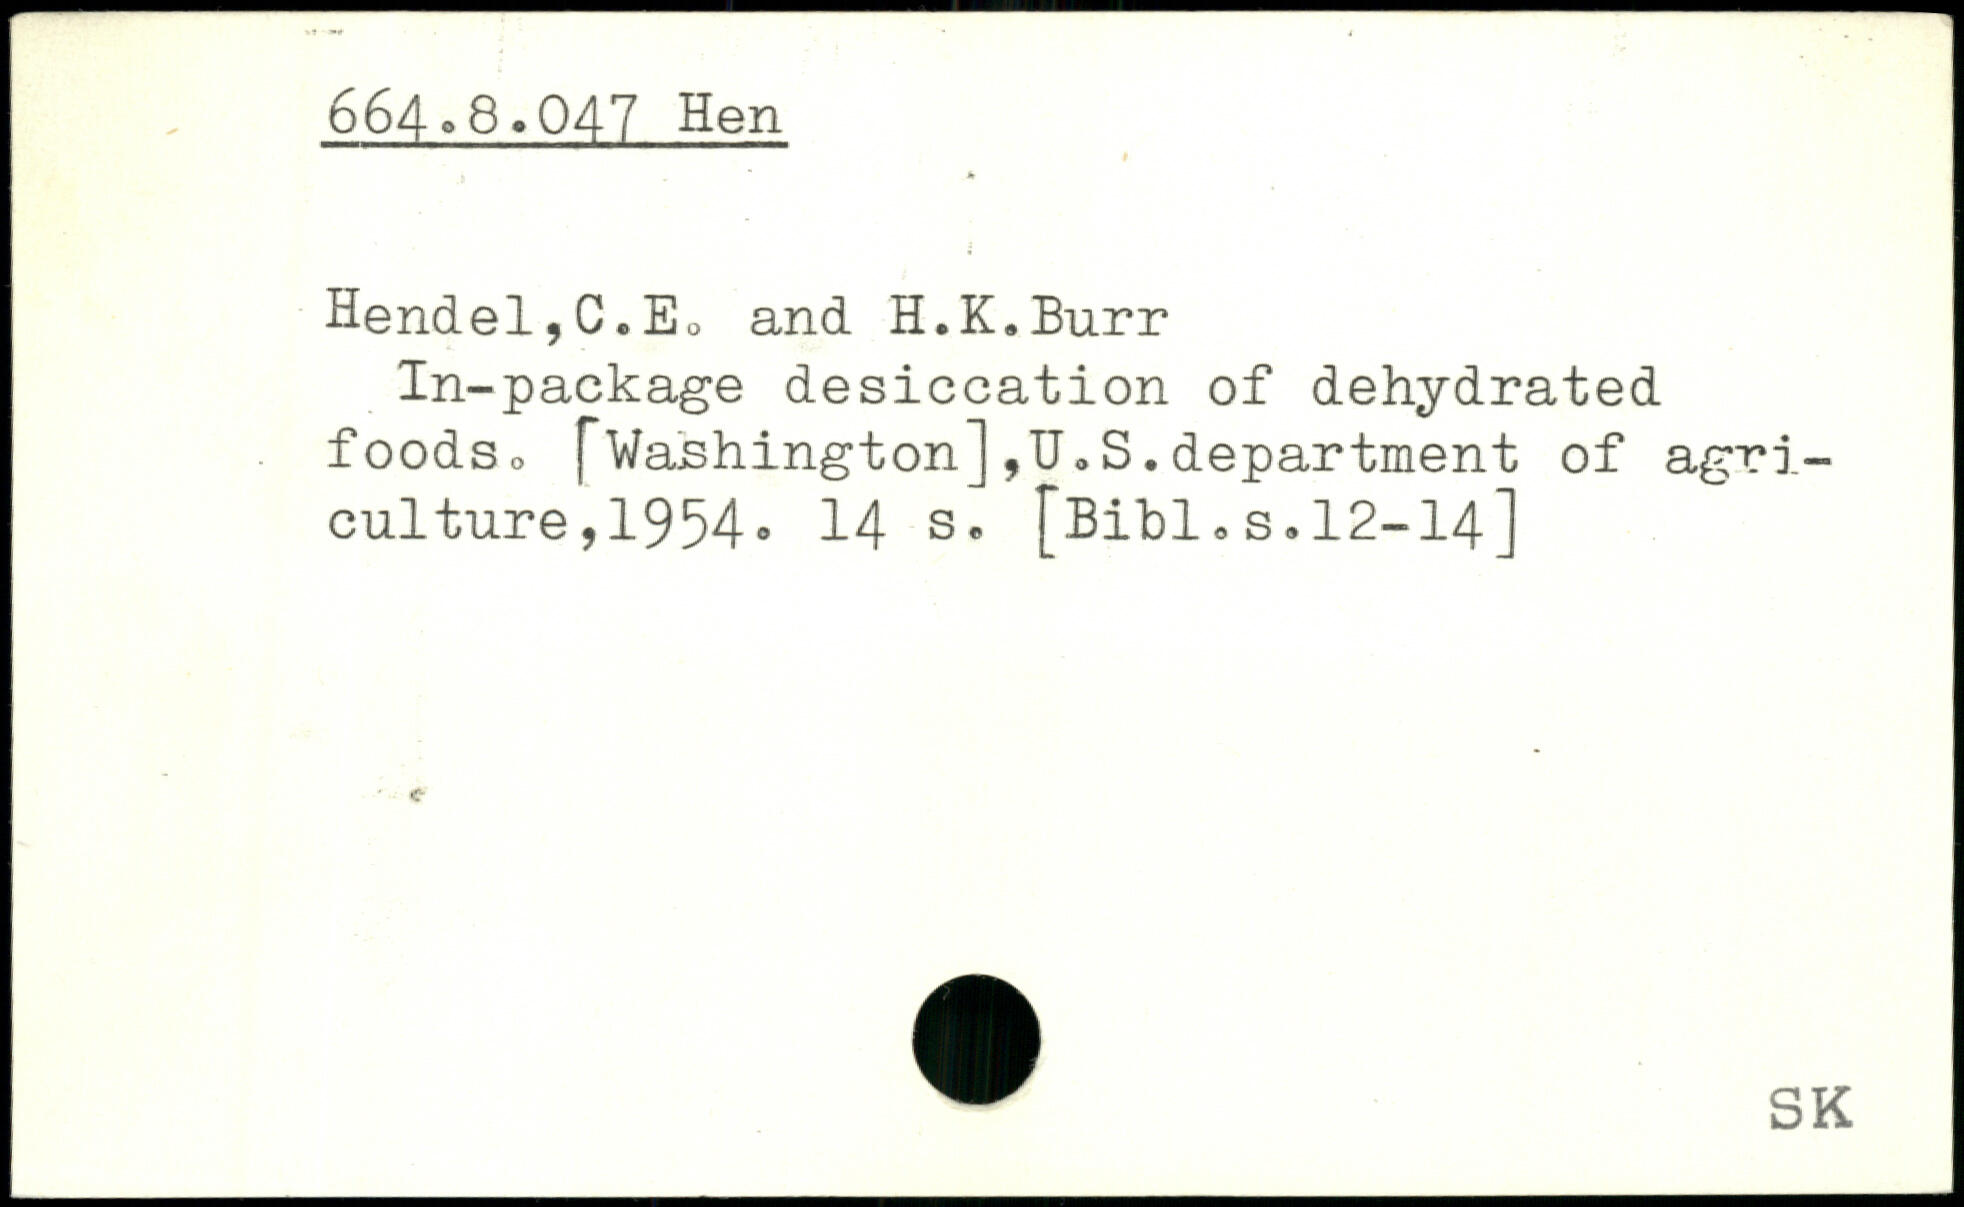 664.8.047 Hen
Hendel,C.E. and H.K.Burr
In-package desiccation of dehydrated
foods. [Washington],U.S.department of agri-
culture,1954. 14 s. [Bibl.s.12-14]
SK